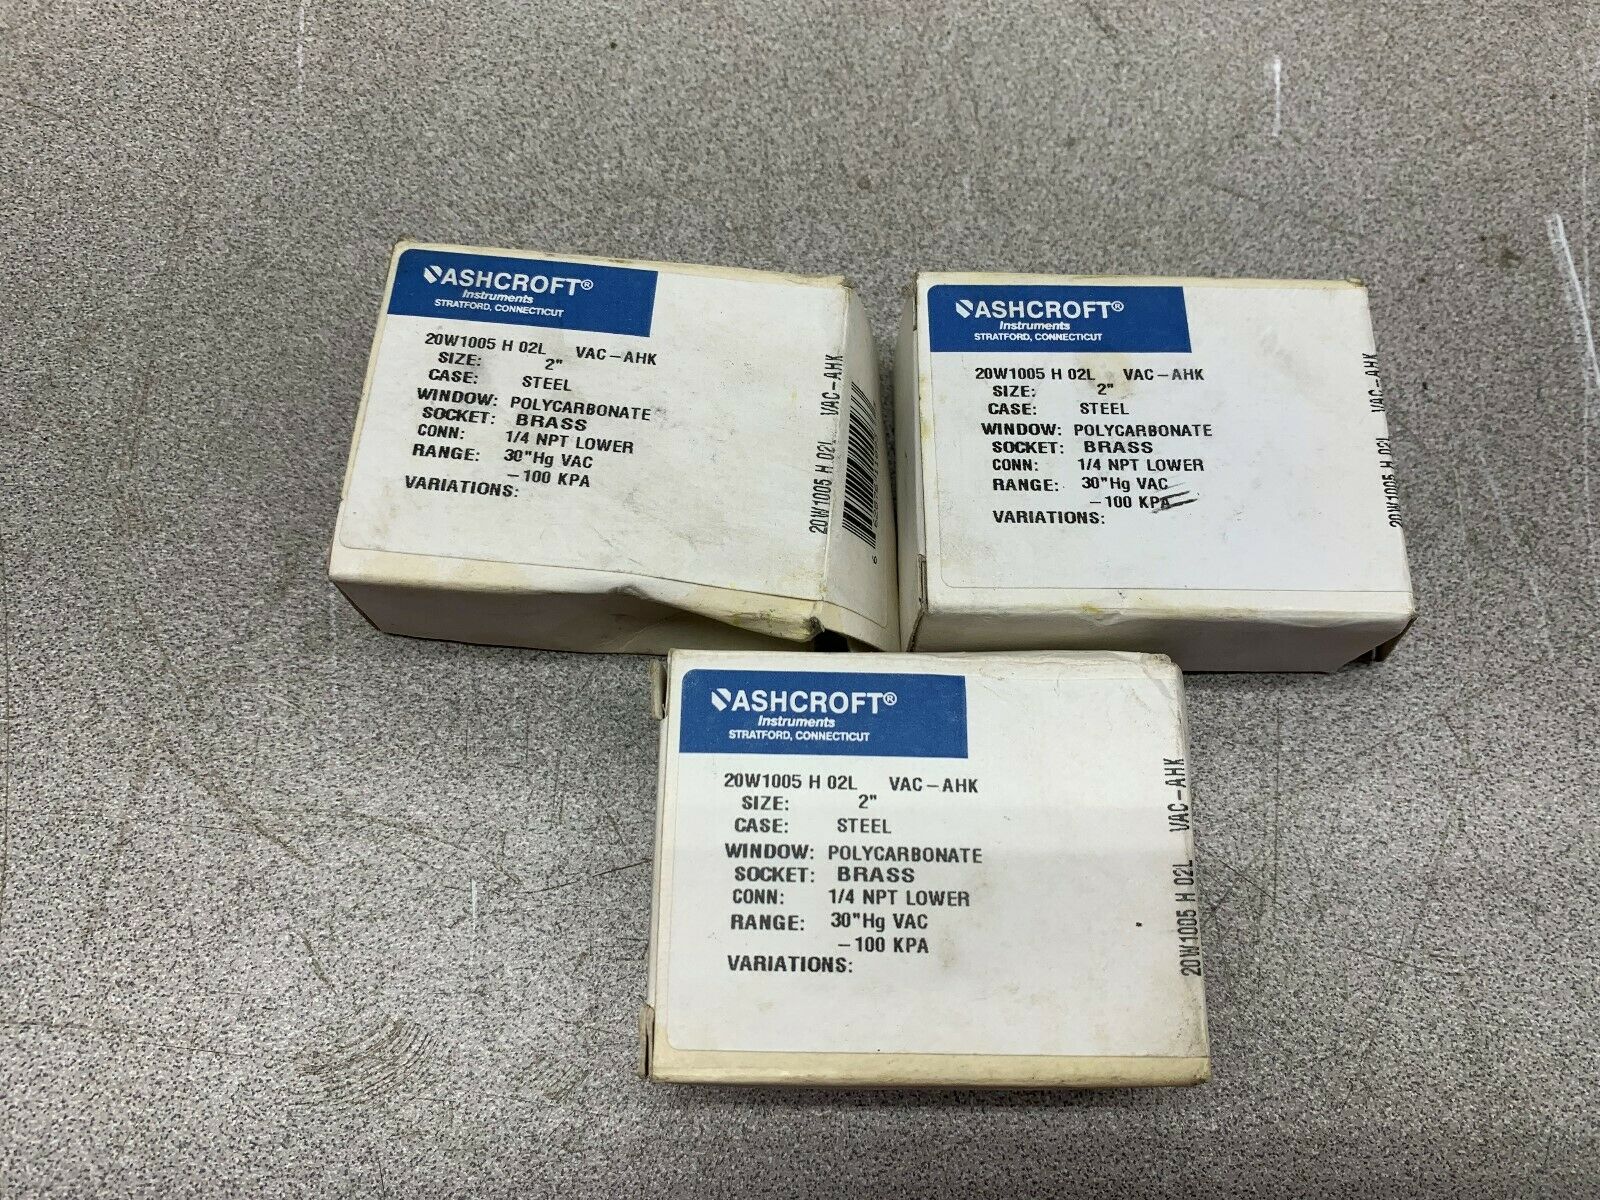 ASHCROFT®
Instruments
STRATFORD, CONNECTICUT
20W1005 H 02L VAC-AHK
SIZE: 2"
CASE: STEEL
WINDOW: POLYCARBONATE
SOCKET: BRASS
CONN: 1/4 NPT LOWER
RANGE: 30"Hg VAC
-100 KPA
VARIATIONS:
20W1005 H 02L VAC-AHK
ASHCROFT®
Instruments
STRATFORD, CONNECTICUT
20W1005 H 02L VAC-AHK
SIZE: 2"
CASE: STEEL
WINDOW: POLYCARBONATE
SOCKET: BRASS
CONN: 1/4 NPT LOWER
RANGE: 30"Hg VAC
-100 KPA
VARIATIONS:
20W1005 H 02L VAC-AHK
ASHCROFT®
Instruments
STRATFORD, CONNECTICUT
20W1005 H 02L VAC-AHK
SIZE: 2"
CASE: STEEL
WINDOW: POLYCARBONATE
SOCKET: BRASS
CONN: 1/4 NPT LOWER
RANGE: 30"Hg VAC
-100 KPA
VARIATIONS:
20W1005 H 02L VAC-AHK